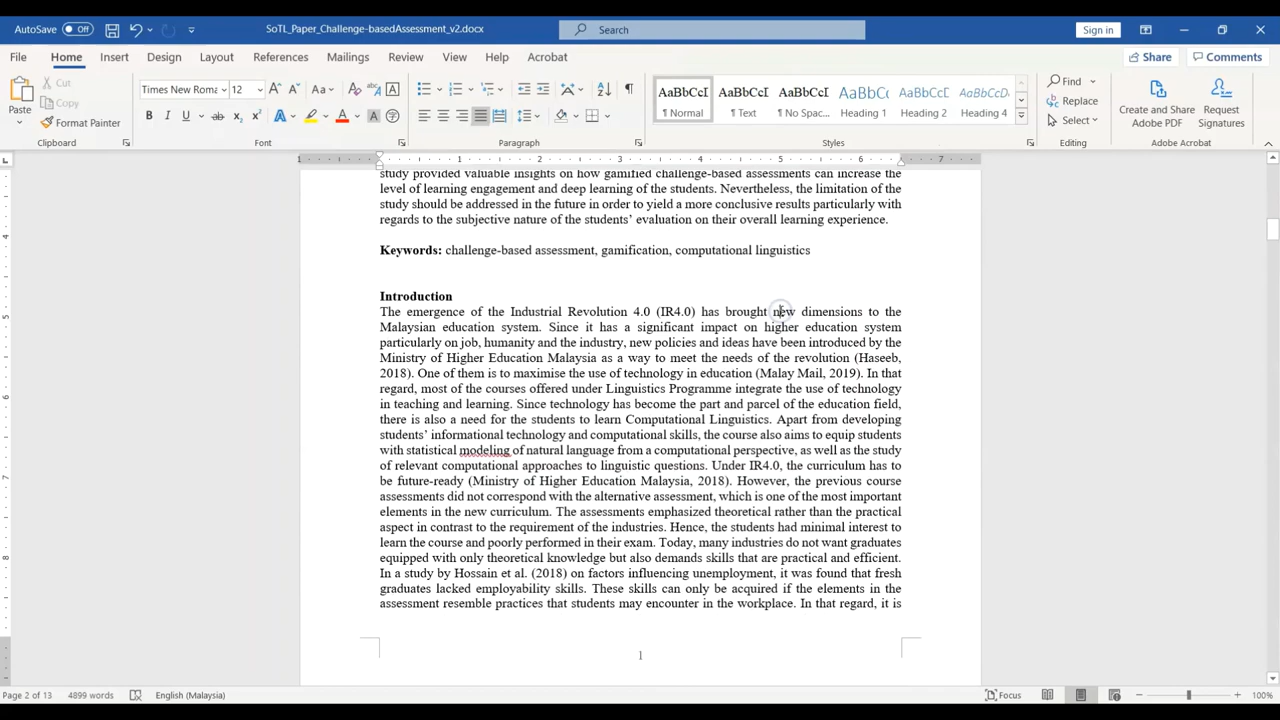 AutoSave Off SoTL_Paper_Challenge-basedAssessment_v2.docx Search Sign in
File Home Insert Design Layout References Mailings Review View Help Acrobat Share Comments
Paste Cut Copy Format Painter
Clipboard
Times New Roma 12 Aa
B I U ab x₂ x² A A A
Font
Paragraph
AaBbCcI AaBbCcDc AaBbCcDc AaBbCc AaBbCcD AaBbCcD
¶ Normal ¶ Text ¶ No Spac... Heading 1 Heading 2 Heading 4
Styles
Find Replace Select
Editing
Create and Share Adobe PDF Request Signatures
Adobe Acrobat
1 1 2 3 4 5 6 7
4
5
6
7
8
study provided valuable insights on how gamified challenge-based assessments can increase the
level of learning engagement and deep learning of the students. Nevertheless, the limitation of the
study should be addressed in the future in order to yield a more conclusive results particularly with
regards to the subjective nature of the students’ evaluation on their overall learning experience.
Keywords: challenge-based assessment, gamification, computational linguistics
Introduction
The emergence of the Industrial Revolution 4.0 (IR4.0) has brought new dimensions to the
Malaysian education system. Since it has a significant impact on higher education system
particularly on job, humanity and the industry, new policies and ideas have been introduced by the
Ministry of Higher Education Malaysia as a way to meet the needs of the revolution (Haseeb,
2018). One of them is to maximise the use of technology in education (Malay Mail, 2019). In that
regard, most of the courses offered under Linguistics Programme integrate the use of technology
in teaching and learning. Since technology has become the part and parcel of the education field,
there is also a need for the students to learn Computational Linguistics. Apart from developing
students’ informational technology and computational skills, the course also aims to equip students
with statistical modeling of natural language from a computational perspective, as well as the study
of relevant computational approaches to linguistic questions. Under IR4.0, the curriculum has to
be future-ready (Ministry of Higher Education Malaysia, 2018). However, the previous course
assessments did not correspond with the alternative assessment, which is one of the most important
elements in the new curriculum. The assessments emphasized theoretical rather than the practical
aspect in contrast to the requirement of the industries. Hence, the students had minimal interest to
learn the course and poorly performed in their exam. Today, many industries do not want graduates
equipped with only theoretical knowledge but also demands skills that are practical and efficient.
In a study by Hossain et al. (2018) on factors influencing unemployment, it was found that fresh
graduates lacked employability skills. These skills can only be acquired if the elements in the
assessment resemble practices that students may encounter in the workplace. In that regard, it is
1
Page 2 of 13 4899 words English (Malaysia) Focus 100%